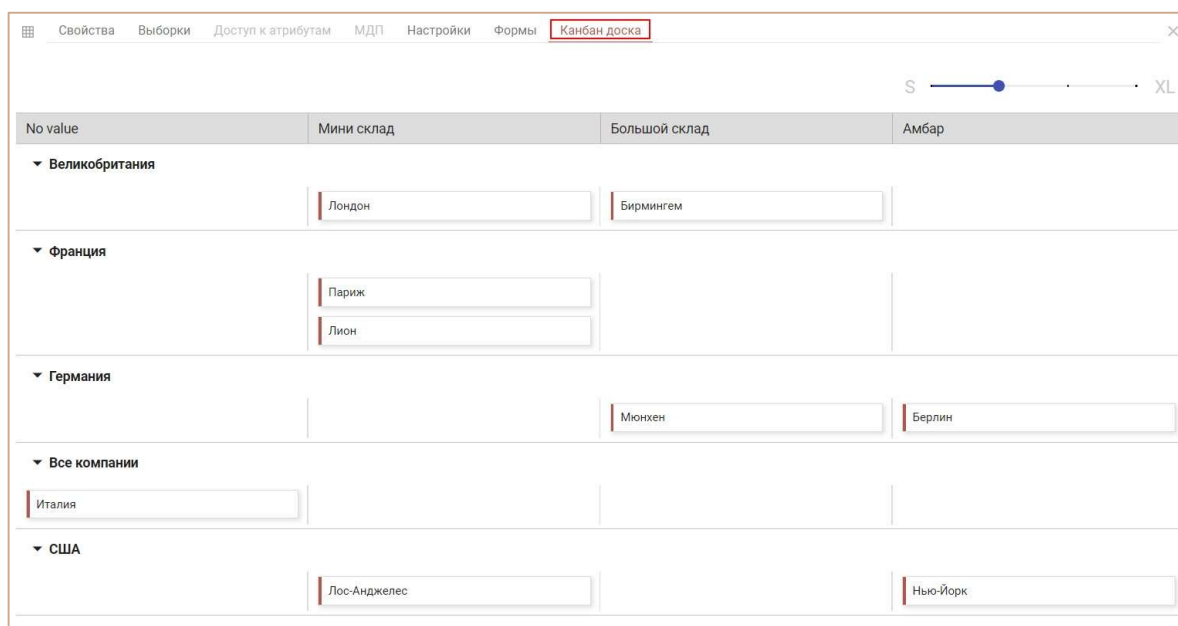 Свойства Выборки Доступ к атрибутам МДП Настройки Формы Канбан доска
S XL
No value Мини склад Большой склад Амбар
Великобритания
Лондон Бирмингем
Франция
Париж
Лион
Германия
Мюнхен Берлин
Все компании
Италия
США
Лос-Анджелес Нью-Йорк